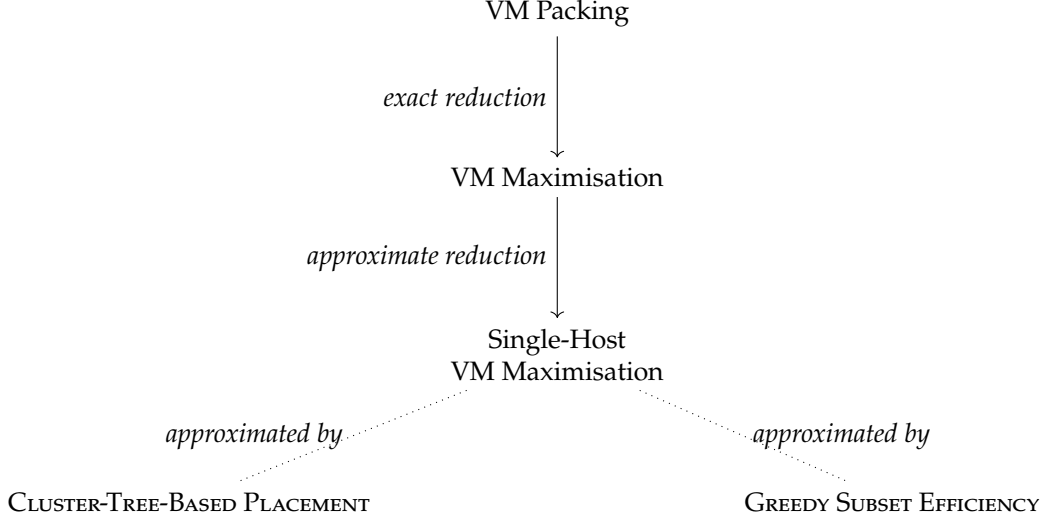 VM Packing
exact reduction
VM Maximisation
approximate reduction
Single-Host
VM Maximisation
approximated by
approximated by
Cluster-Tree-Based Placement
Greedy Subset Efficiency